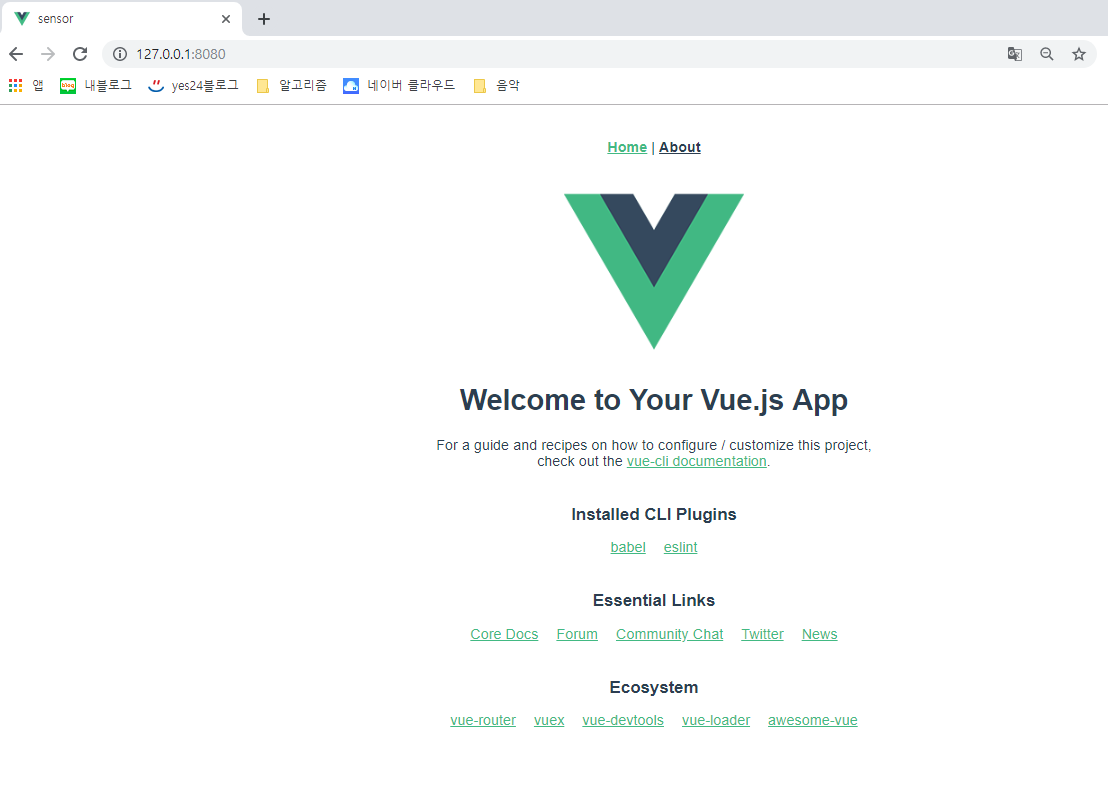 sensor
127.0.0.1:8080
앱 blog 내블로그 yes24블로그 알고리즘 네이버 클라우드 음악
Home | About
Welcome to Your Vue.js App
For a guide and recipes on how to configure / customize this project,
check out the vue-cli documentation.
Installed CLI Plugins
babel eslint
Essential Links
Core Docs Forum Community Chat Twitter News
Ecosystem
vue-router vuex vue-devtools vue-loader awesome-vue